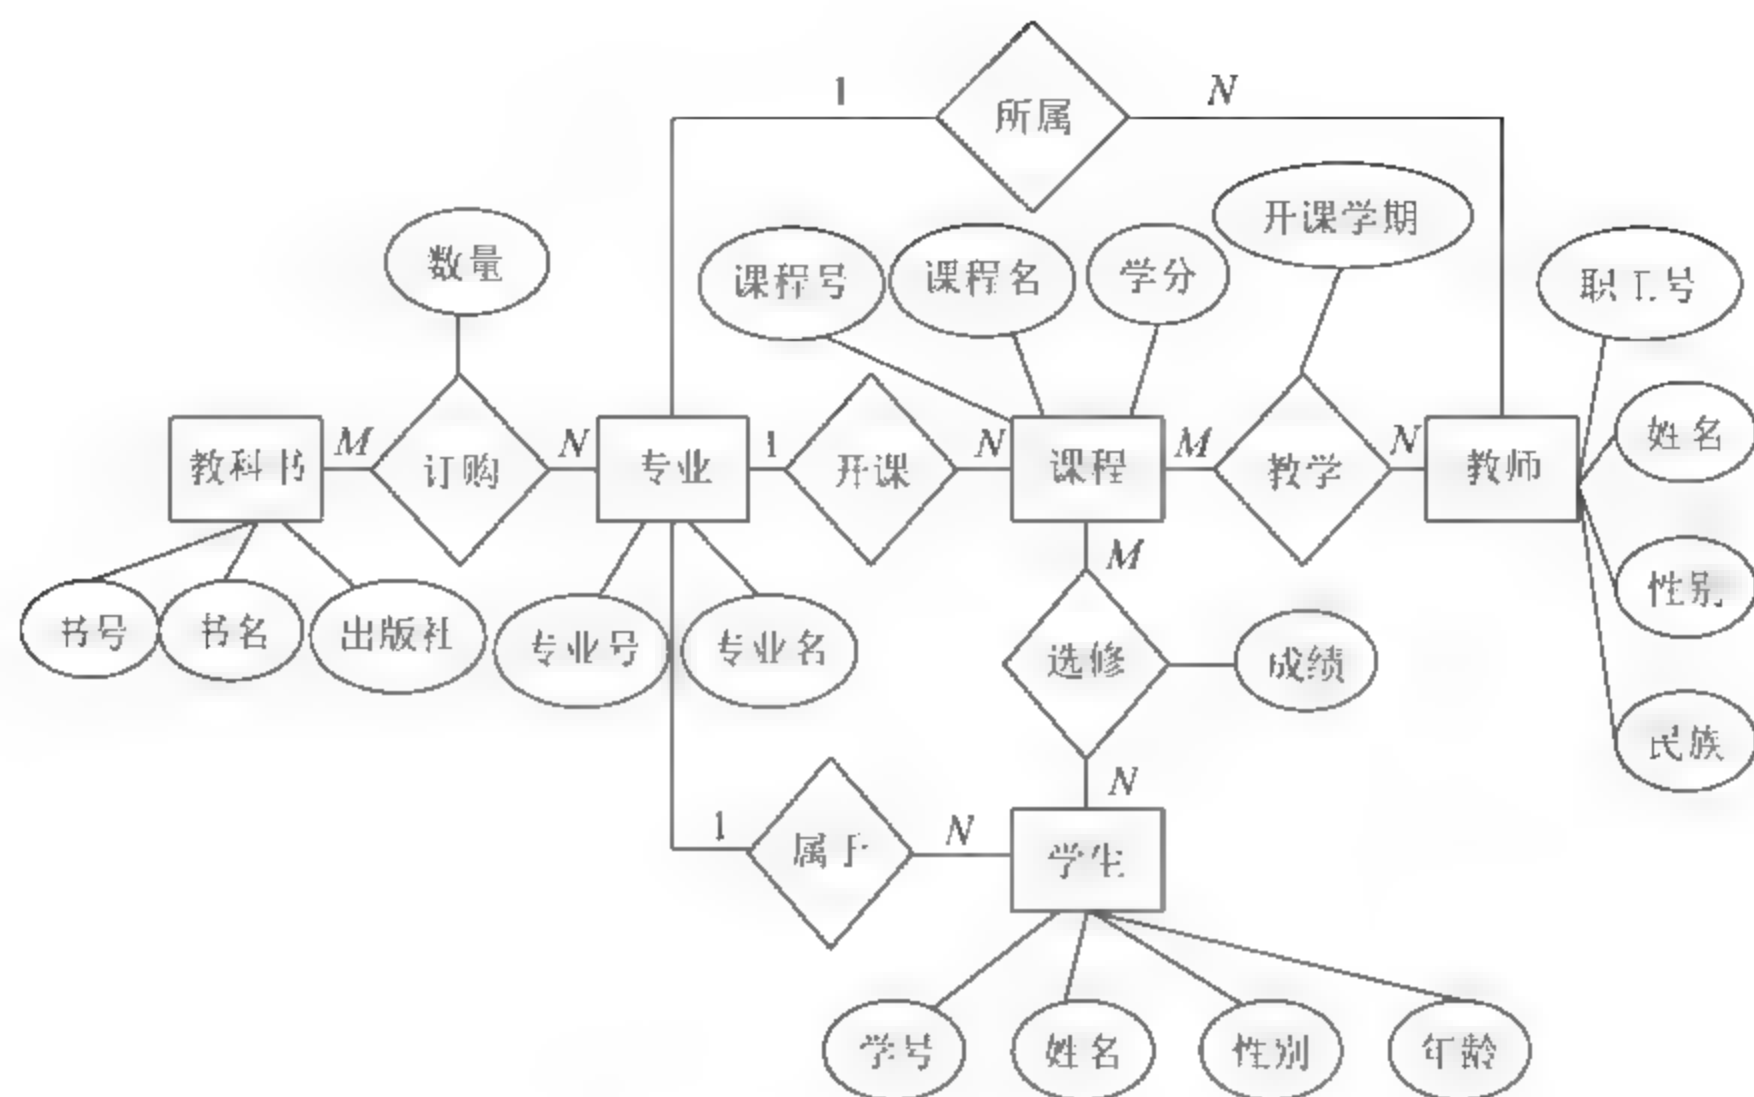 1
所属
N
开课学期
数量
课程号
课程名
学分
职工号
姓名
教科书
M
订购
N
专业
1
开课
N
课程
M
教学
N
教师
M
性别
书号
书名
出版社
专业号
专业名
选修
成绩
民族
N
1
属于
N
学生
学号
姓名
性别
年龄